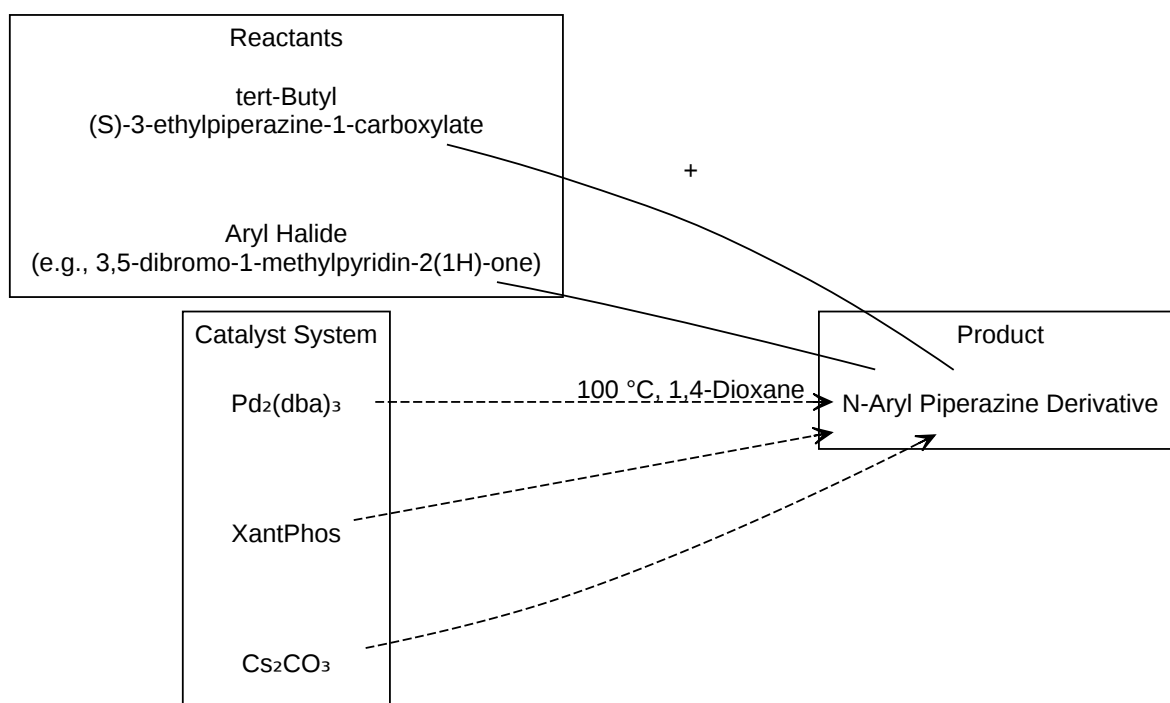 Reactants
tert-Butyl
(S)-3-ethylpiperazine-1-carboxylate
+
Aryl Halide
(e.g., 3,5-dibromo-1-methylpyridin-2(1H)-one)
Catalyst System
Pd₂(dba)₃
XantPhos
Cs₂CO₃
100 °C, 1,4-Dioxane
Product
N-Aryl Piperazine Derivative